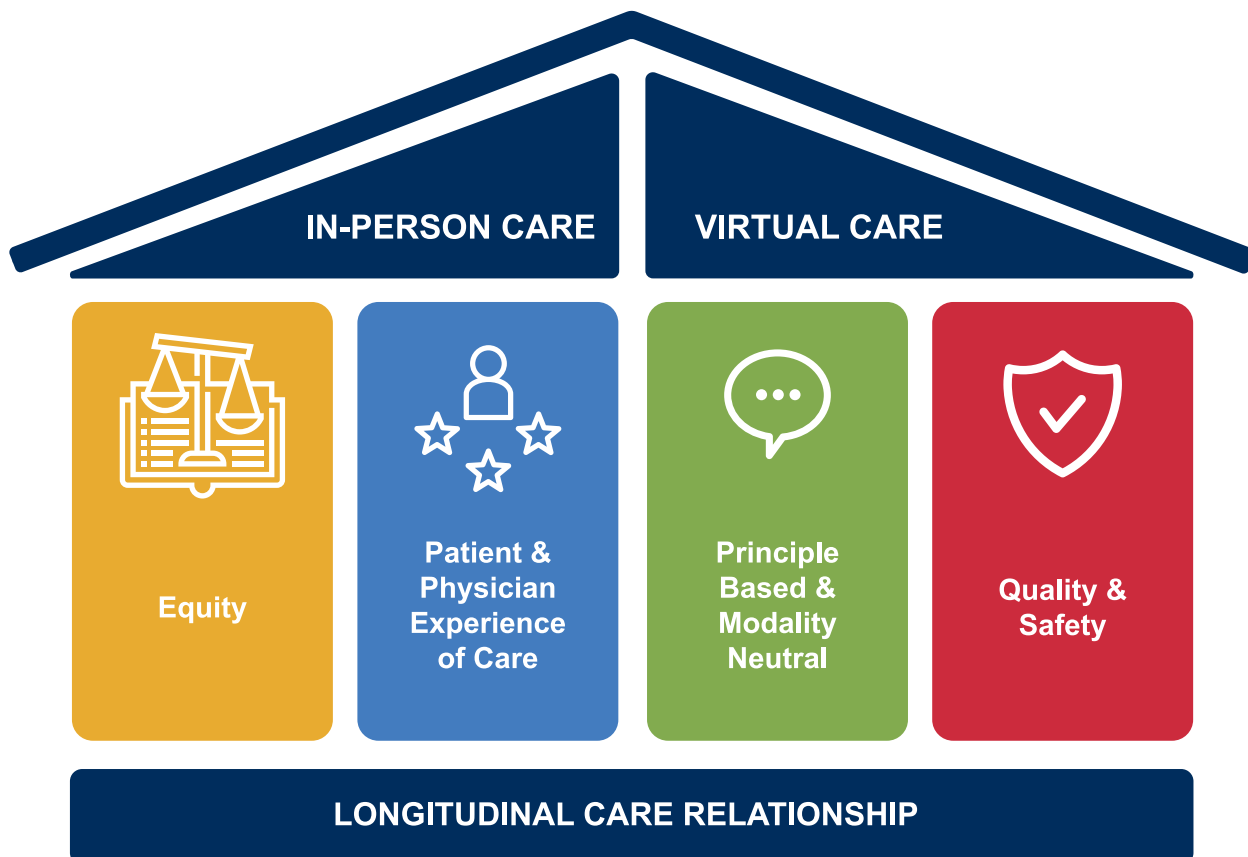 IN-PERSON CARE
VIRTUAL CARE
Equity
Patient &
Physician
Experience
of Care
Principle
Based &
Modality
Neutral
Quality &
Safety
LONGITUDINAL CARE RELATIONSHIP